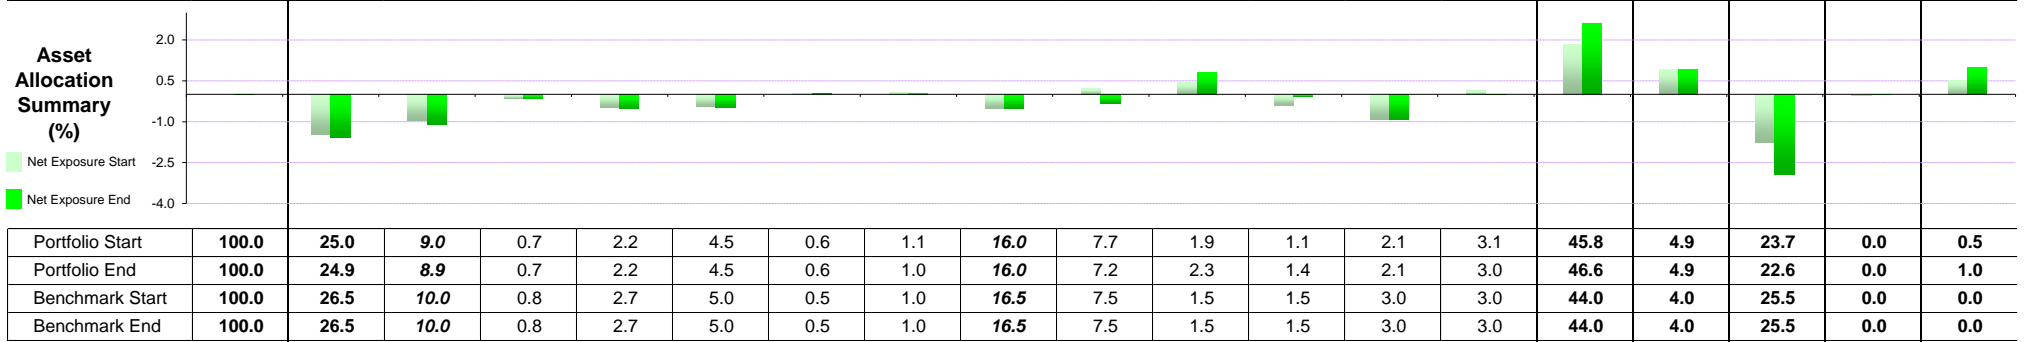 Asset
Allocation
Summary
(%)
Net Exposure Start
Net Exposure End
2.0
0.5
-1.0
-2.5
-4.0
Portfolio Start 100.0 25.0 9.0 0.7 2.2 4.5 0.6 1.1 16.0 7.7 1.9 1.1 2.1 3.1 45.8 4.9 23.7 0.0 0.5
Portfolio End 100.0 24.9 8.9 0.7 2.2 4.5 0.6 1.0 16.0 7.2 2.3 1.4 2.1 3.0 46.6 4.9 22.6 0.0 1.0
Benchmark Start 100.0 26.5 10.0 0.8 2.7 5.0 0.5 1.0 16.5 7.5 1.5 1.5 3.0 3.0 44.0 4.0 25.5 0.0 0.0
Benchmark End 100.0 26.5 10.0 0.8 2.7 5.0 0.5 1.0 16.5 7.5 1.5 1.5 3.0 3.0 44.0 4.0 25.5 0.0 0.0